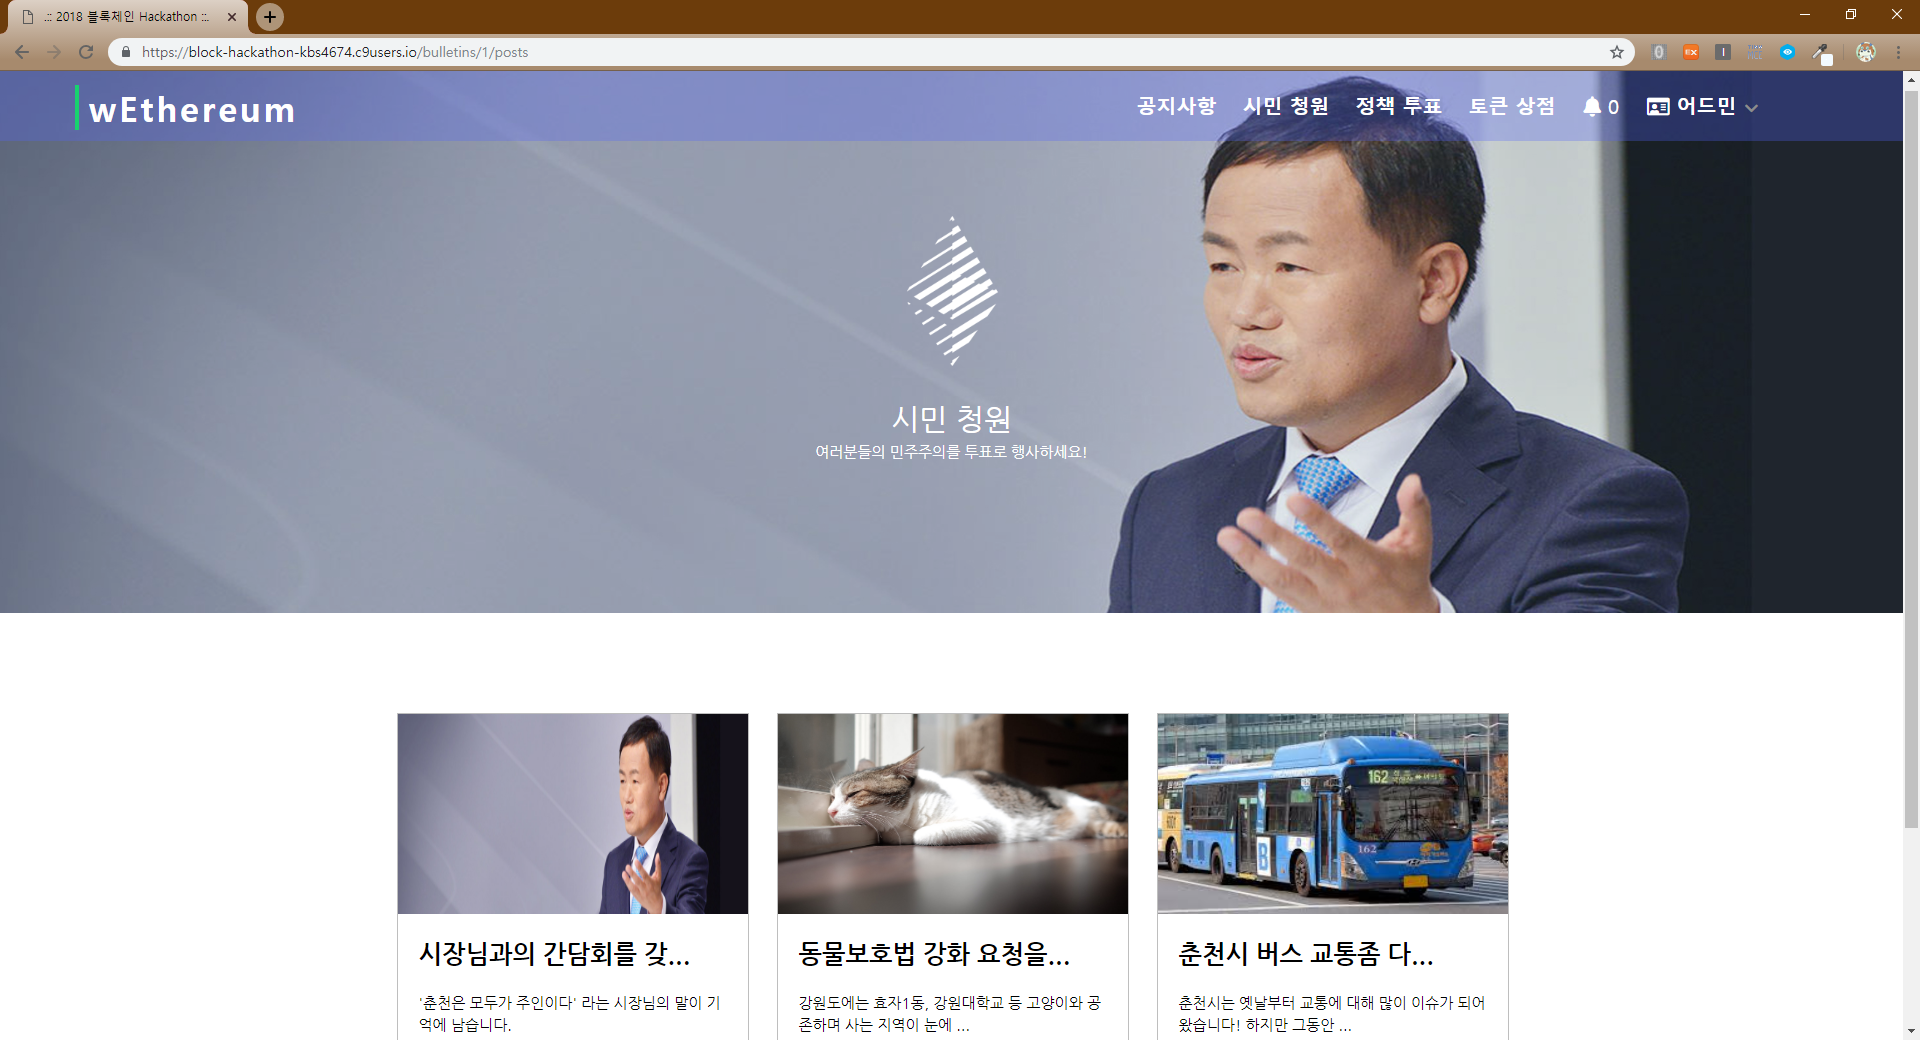 .:: 2018 블록체인 Hackathon ::.
https://block-hackathon-kbs4674.c9users.io/bulletins/1/posts
wEthereum
공지사항 시민 청원 정책 투표 토큰 상점 0 어드민
시민 청원
여러분들의 민주주의를 투표로 행사하세요!
162
B
162
시장님과의 간담회를 갖...
'춘천은 모두가 주인이다' 라는 시장님의 말이 기
억에 남습니다.
동물보호법 강화 요청을...
강원도에는 효자1동, 강원대학교 등 고양이와 공
존하며 사는 지역이 눈에 ...
춘천시 버스 교통좀 다...
춘천시는 옛날부터 교통에 대해 많이 이슈가 되어
왔습니다! 하지만 그동안 ...